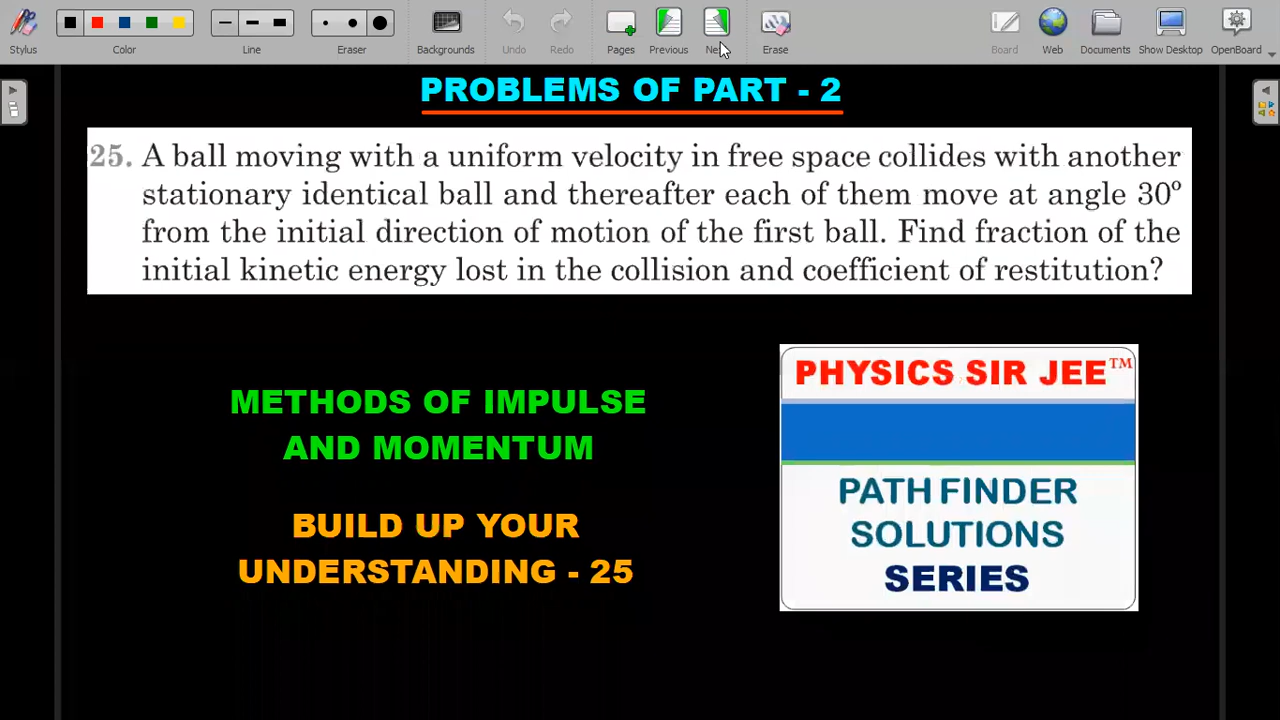 Stylus
Color
Line
Eraser
Backgrounds
Undo
Redo
Pages
Previous
Erase
Board
Web
Documents
Show Desktop
OpenBoard
PROBLEMS OF PART - 2
25. A ball moving with a uniform velocity in free space collides with another
stationary identical ball and thereafter each of them move at angle 30º
from the initial direction of motion of the first ball. Find fraction of the
initial kinetic energy lost in the collision and coefficient of restitution?
METHODS OF IMPULSE
AND MOMENTUM
BUILD UP YOUR
UNDERSTANDING - 25
PHYSICS SIR JEE™
PATH FINDER
SOLUTIONS
SERIES